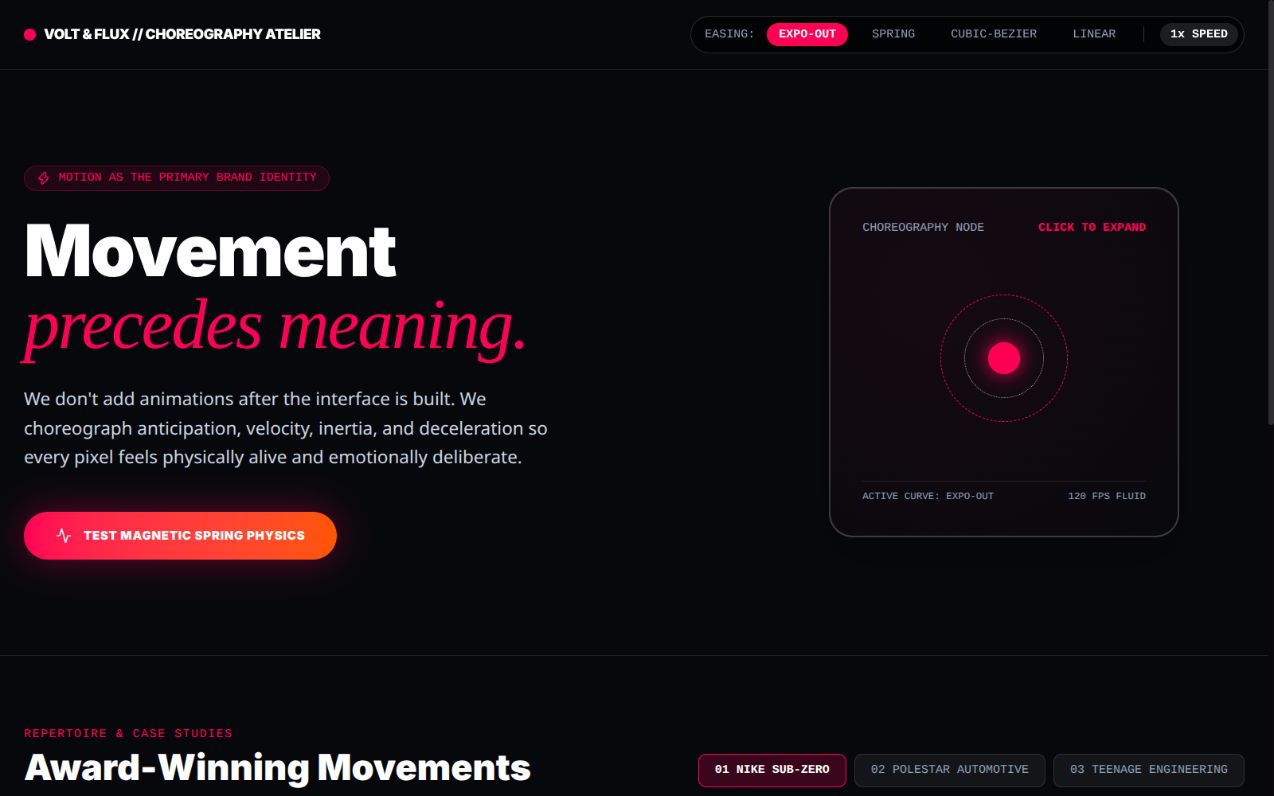 VOLT & FLUX // CHOREOGRAPHY ATELIER
EASING: EXPO-OUT SPRING CUBIC-BEZIER LINEAR 1x SPEED
MOTION AS THE PRIMARY BRAND IDENTITY
Movement
precedes meaning.
We don't add animations after the interface is built. We
choreograph anticipation, velocity, inertia, and deceleration so
every pixel feels physically alive and emotionally deliberate.
TEST MAGNETIC SPRING PHYSICS
CHOREOGRAPHY NODE CLICK TO EXPAND
ACTIVE CURVE: EXPO-OUT 120 FPS FLUID
REPERTOIRE & CASE STUDIES
Award-Winning Movements
01 NIKE SUB-ZERO 02 POLESTAR AUTOMOTIVE 03 TEENAGE ENGINEERING